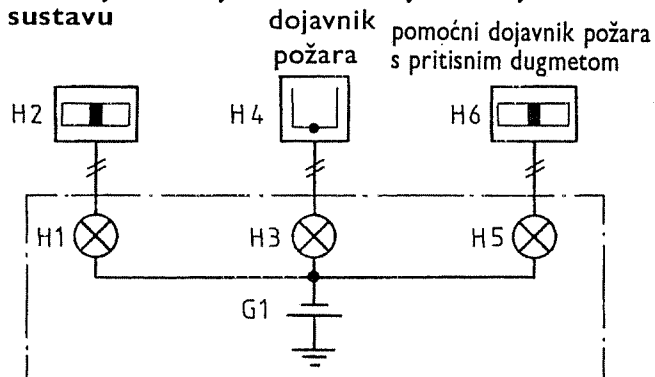 sustavu
dojavnik
požara
pomoćni dojavnik požara
s pritisnim dugmetom
H2
H4
H6
H1
H3
H5
G1